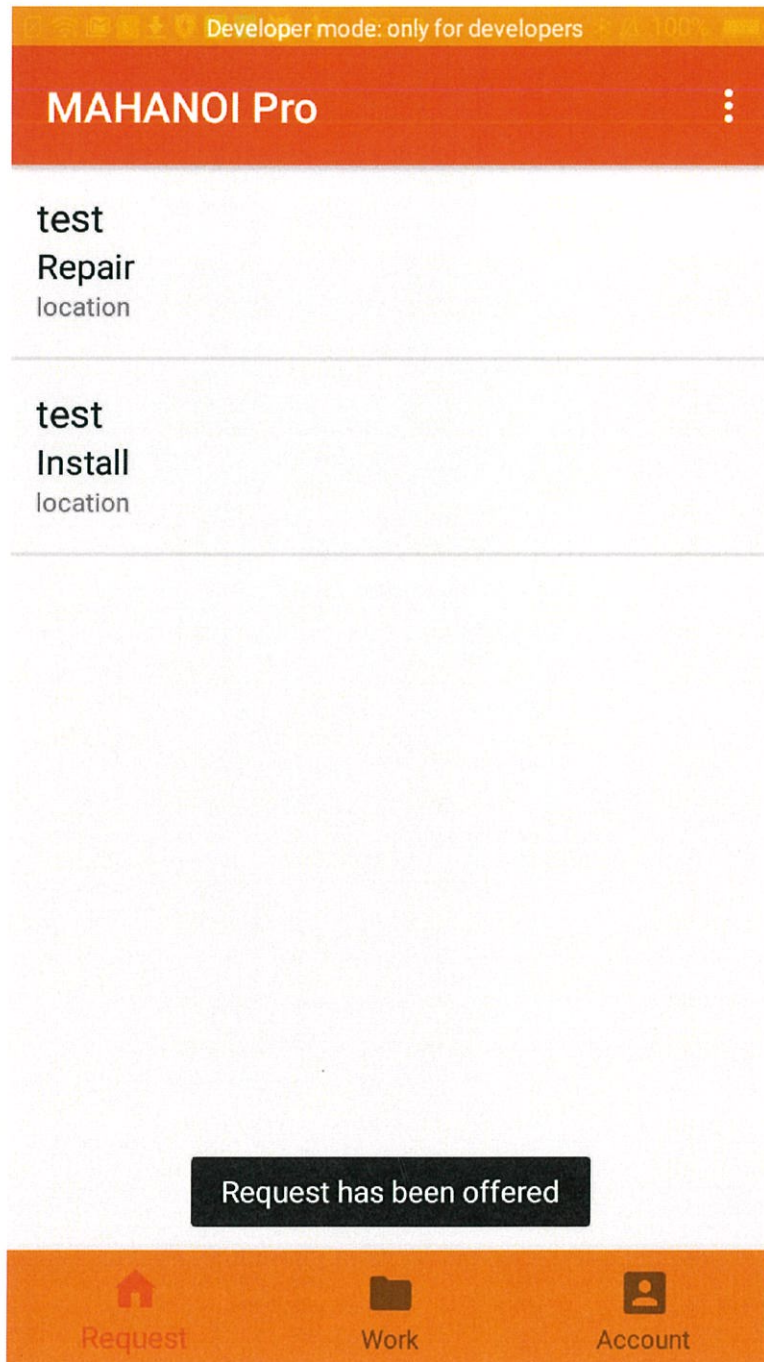 Developer mode: only for developers
100%
MAHANOI Pro
test
Repair
location
test
Install
location
Request has been offered
Request
Work
Account